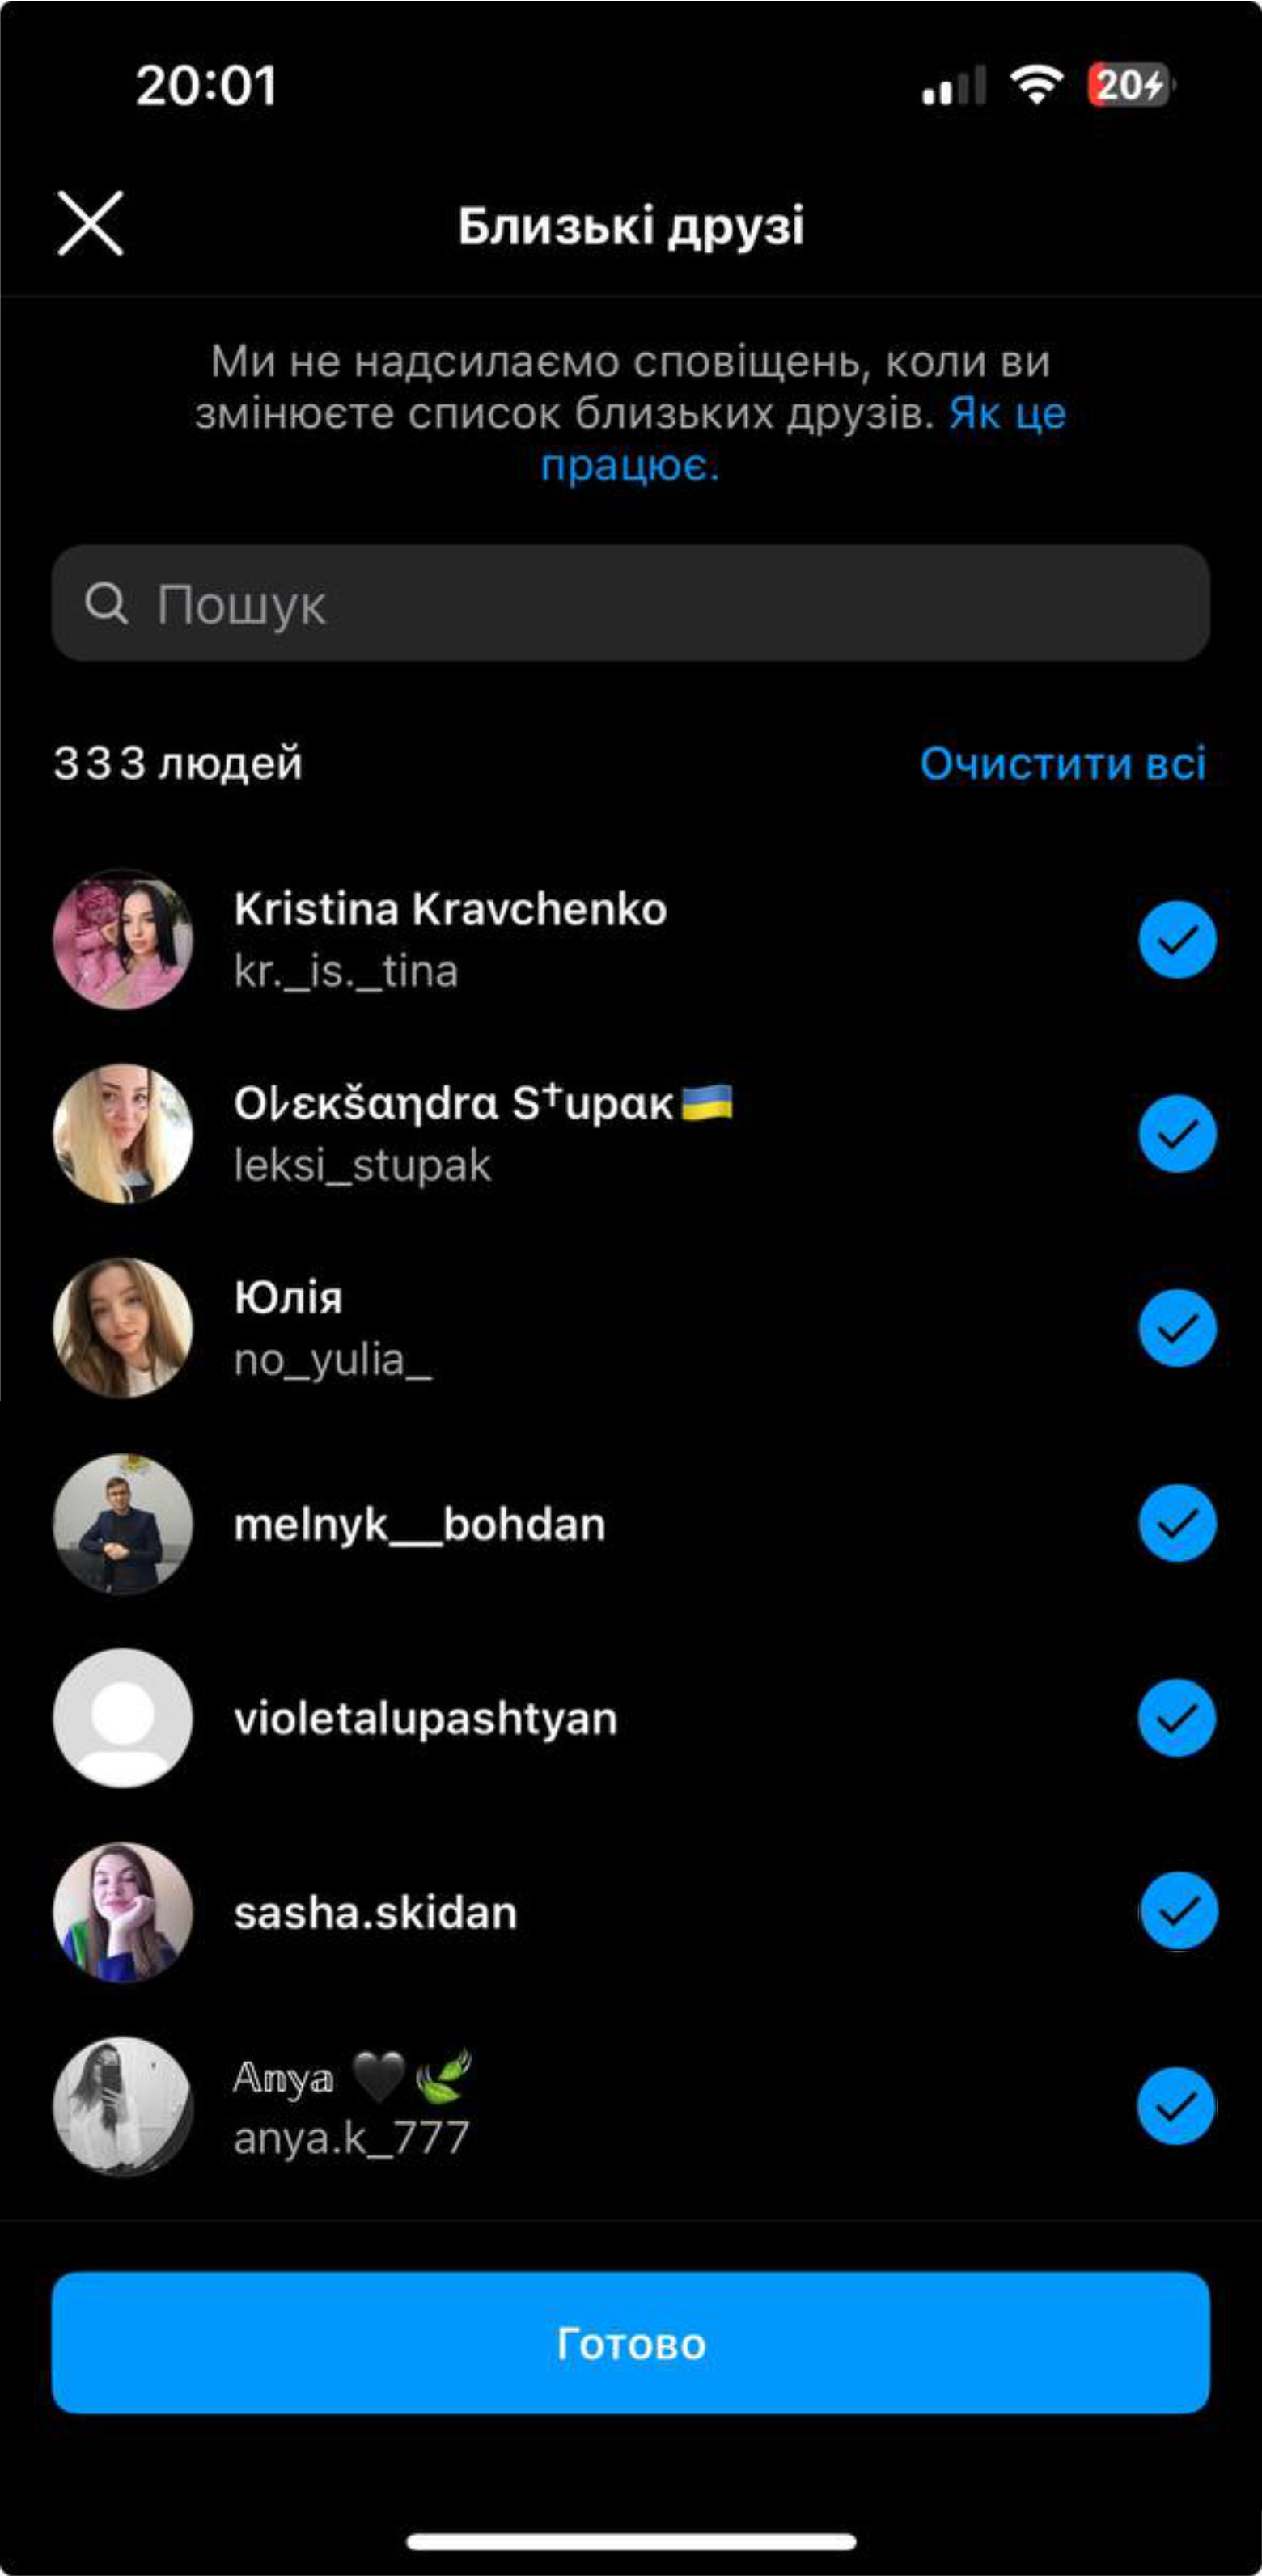 20:01
20
Близькі друзі
Ми не надсилаємо сповіщень, коли ви
змінюєте список близьких друзів. Як це
працює.
Пошук
333 людей
Очистити всі
Kristina Kravchenko
kr._is._tina
Oꝇɛĸšαηdrα S†upαĸ🇺🇦
leksi_stupak
Юлія
no_yulia_
melnyk__bohdan
violetalupashtyan
sasha.skidan
𝔸𝕟𝕪𝕒 🖤🍃
anya.k_777
Готово